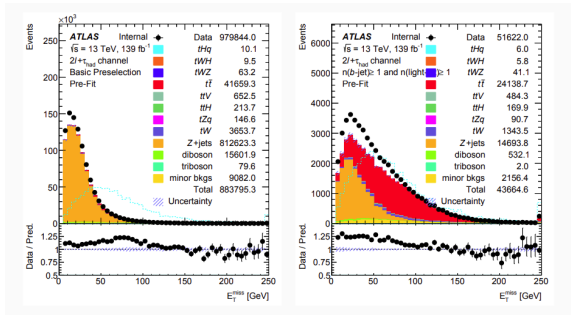 ×10³
Events
250
200
150
100
50
0
ATLAS Internal
√s = 13 TeV, 139 fb⁻¹
2l+τhad channel
Basic Preselection
Pre-Fit
Data 979844.0
tHq 10.1
tWH 9.5
tWZ 63.2
tt̄ 41659.3
ttV 652.5
ttH 213.7
tZq 146.6
tW 3653.7
Z+jets 812623.3
diboson 15601.9
triboson 79.6
minor bkgs 9082.0
Total 883795.3
Uncertainty
Data / Pred.
1.25
1
0.75
0.5
0 50 100 150 200 250
E_T^miss [GeV]
Events
6000
5000
4000
3000
2000
1000
0
ATLAS Internal
√s = 13 TeV, 139 fb⁻¹
2l+τhad channel
n(b-jet)≥ 1 and n(light-j)≥ 1
Pre-Fit
Data 51622.0
tHq 6.0
tWH 5.8
tWZ 41.1
tt̄ 24138.7
ttV 484.3
ttH 169.9
tZq 90.7
tW 1343.5
Z+jets 14693.8
diboson 532.1
triboson 2.0
minor bkgs 2156.4
Total 43664.6
Uncertainty
Data / Pred.
1.25
1
0.75
0.5
0 50 100 150 200 250
E_T^miss [GeV]